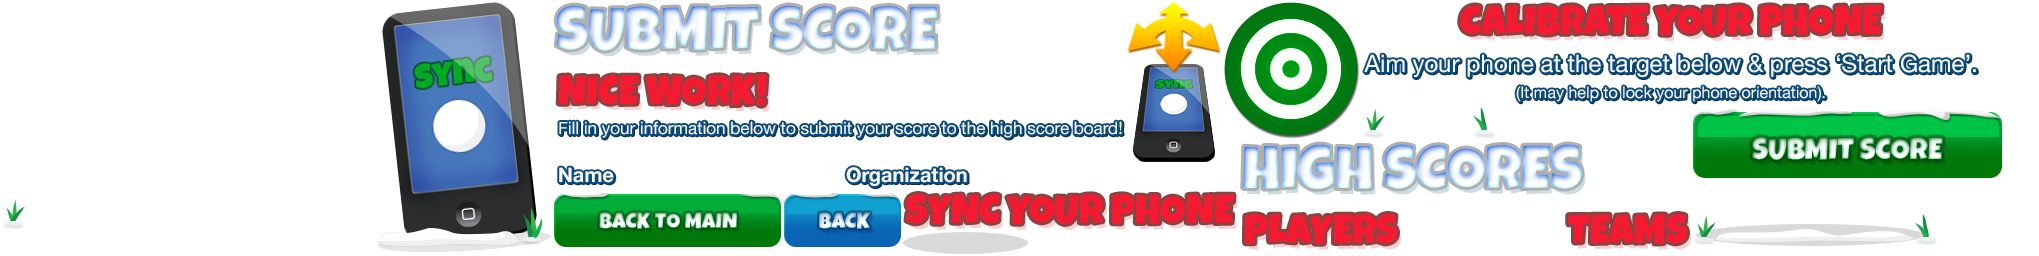 SYNC
SUBMIT SCORE
NICE WORK!
Fill in your information below to submit your score to the high score board!
Name
Organization
BACK TO MAIN
BACK
SYNC YOUR PHONE
SYNC
CALIBRATE YOUR PHONE
Aim your phone at the target below & press ‘Start Game’.
(It may help to lock your phone orientation).
SUBMIT SCORE
HIGH SCORES
PLAYERS
TEAMS